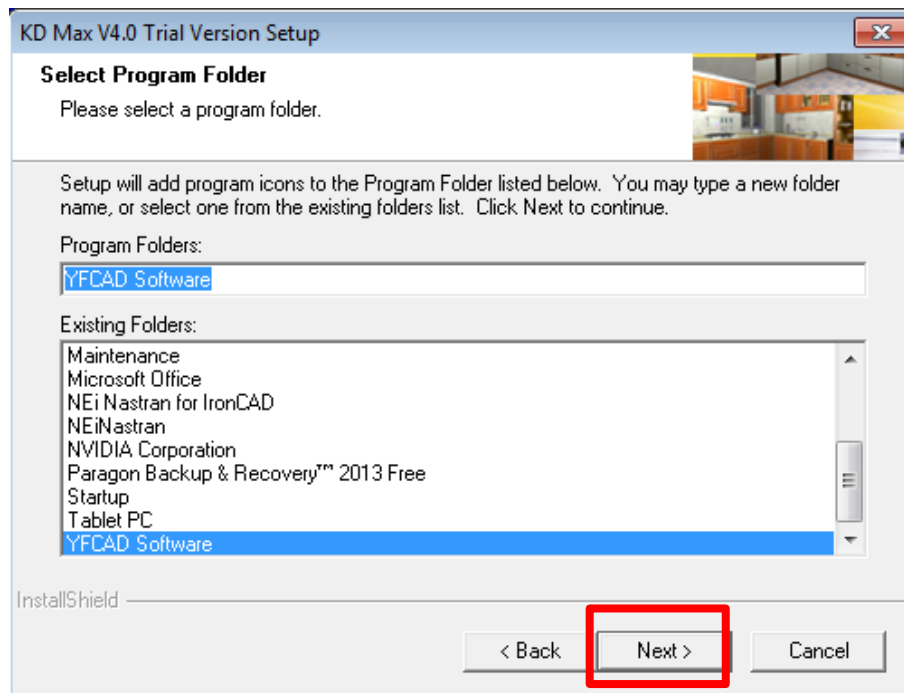 KD Max V4.0 Trial Version Setup
Select Program Folder
Please select a program folder.
Setup will add program icons to the Program Folder listed below.  You may type a new folder
name, or select one from the existing folders list.  Click Next to continue.
Program Folders:
YFCAD Software
Existing Folders:
Maintenance
Microsoft Office
NEi Nastran for IronCAD
NEiNastran
NVIDIA Corporation
Paragon Backup & Recovery™ 2013 Free
Startup
Tablet PC
YFCAD Software
InstallShield
< Back Next > Cancel